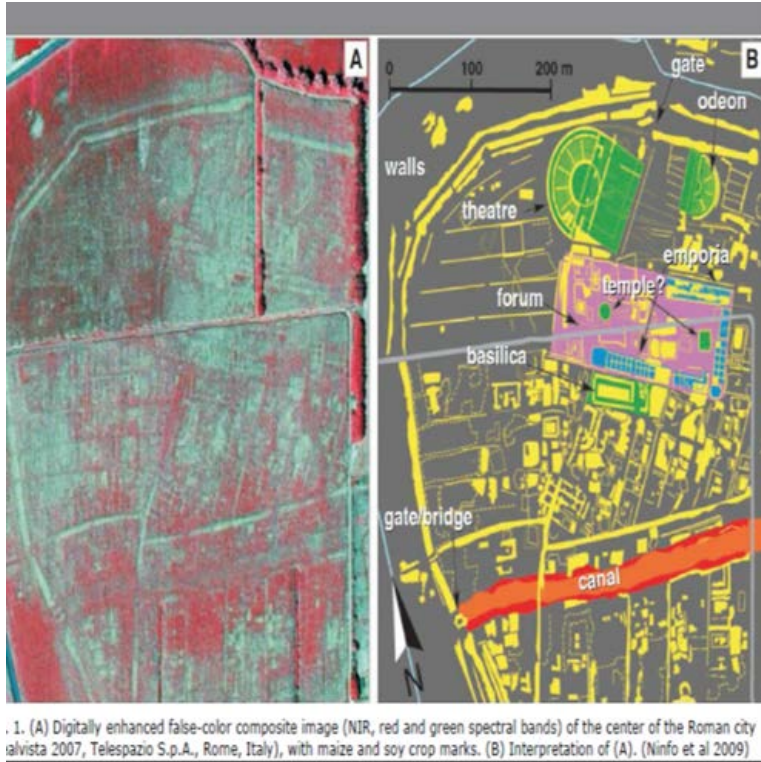 A
B
0 100 200 m
gate
odeon
walls
theatre
emporia
temple?
forum
basilica
gate/bridge
canal
N
. 1. (A) Digitally enhanced false-color composite image (NIR, red and green spectral bands) of the center of the Roman city
alvista 2007, Telespazio S.p.A., Rome, Italy), with maize and soy crop marks. (B) Interpretation of (A). (Ninfo et al 2009)